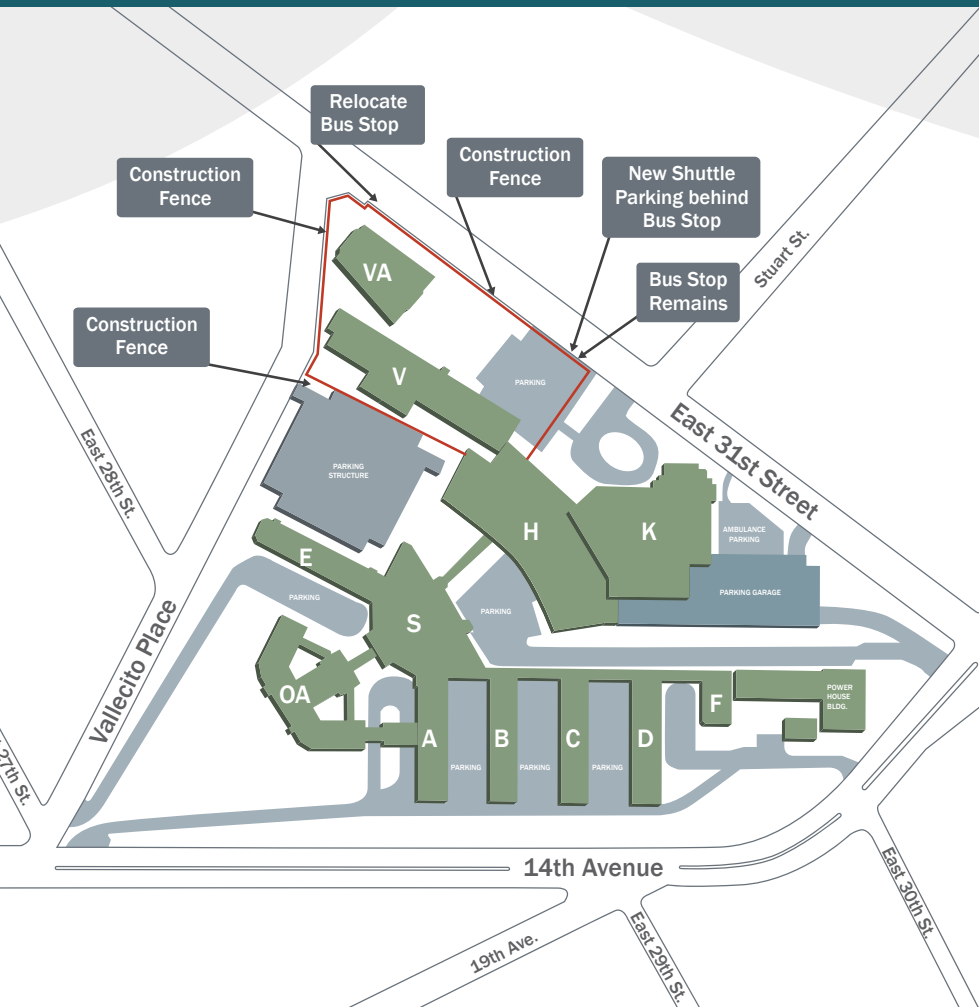 Relocate
Bus Stop
Construction
Fence
Construction
Fence
New Shuttle
Parking behind
Bus Stop
Stuart St.
Bus Stop
Remains
VA
Construction
Fence
V
PARKING
East 31st Street
East 28th St.
PARKING
STRUCTURE
H
K
AMBULANCE
PARKING
E
PARKING GARAGE
PARKING
PARKING
S
Vallecito Place
OA
POWER
HOUSE
BLDG.
F
A
B
C
D
27th St.
PARKING
PARKING
PARKING
14th Avenue
East 30th St.
19th Ave.
East 29th St.